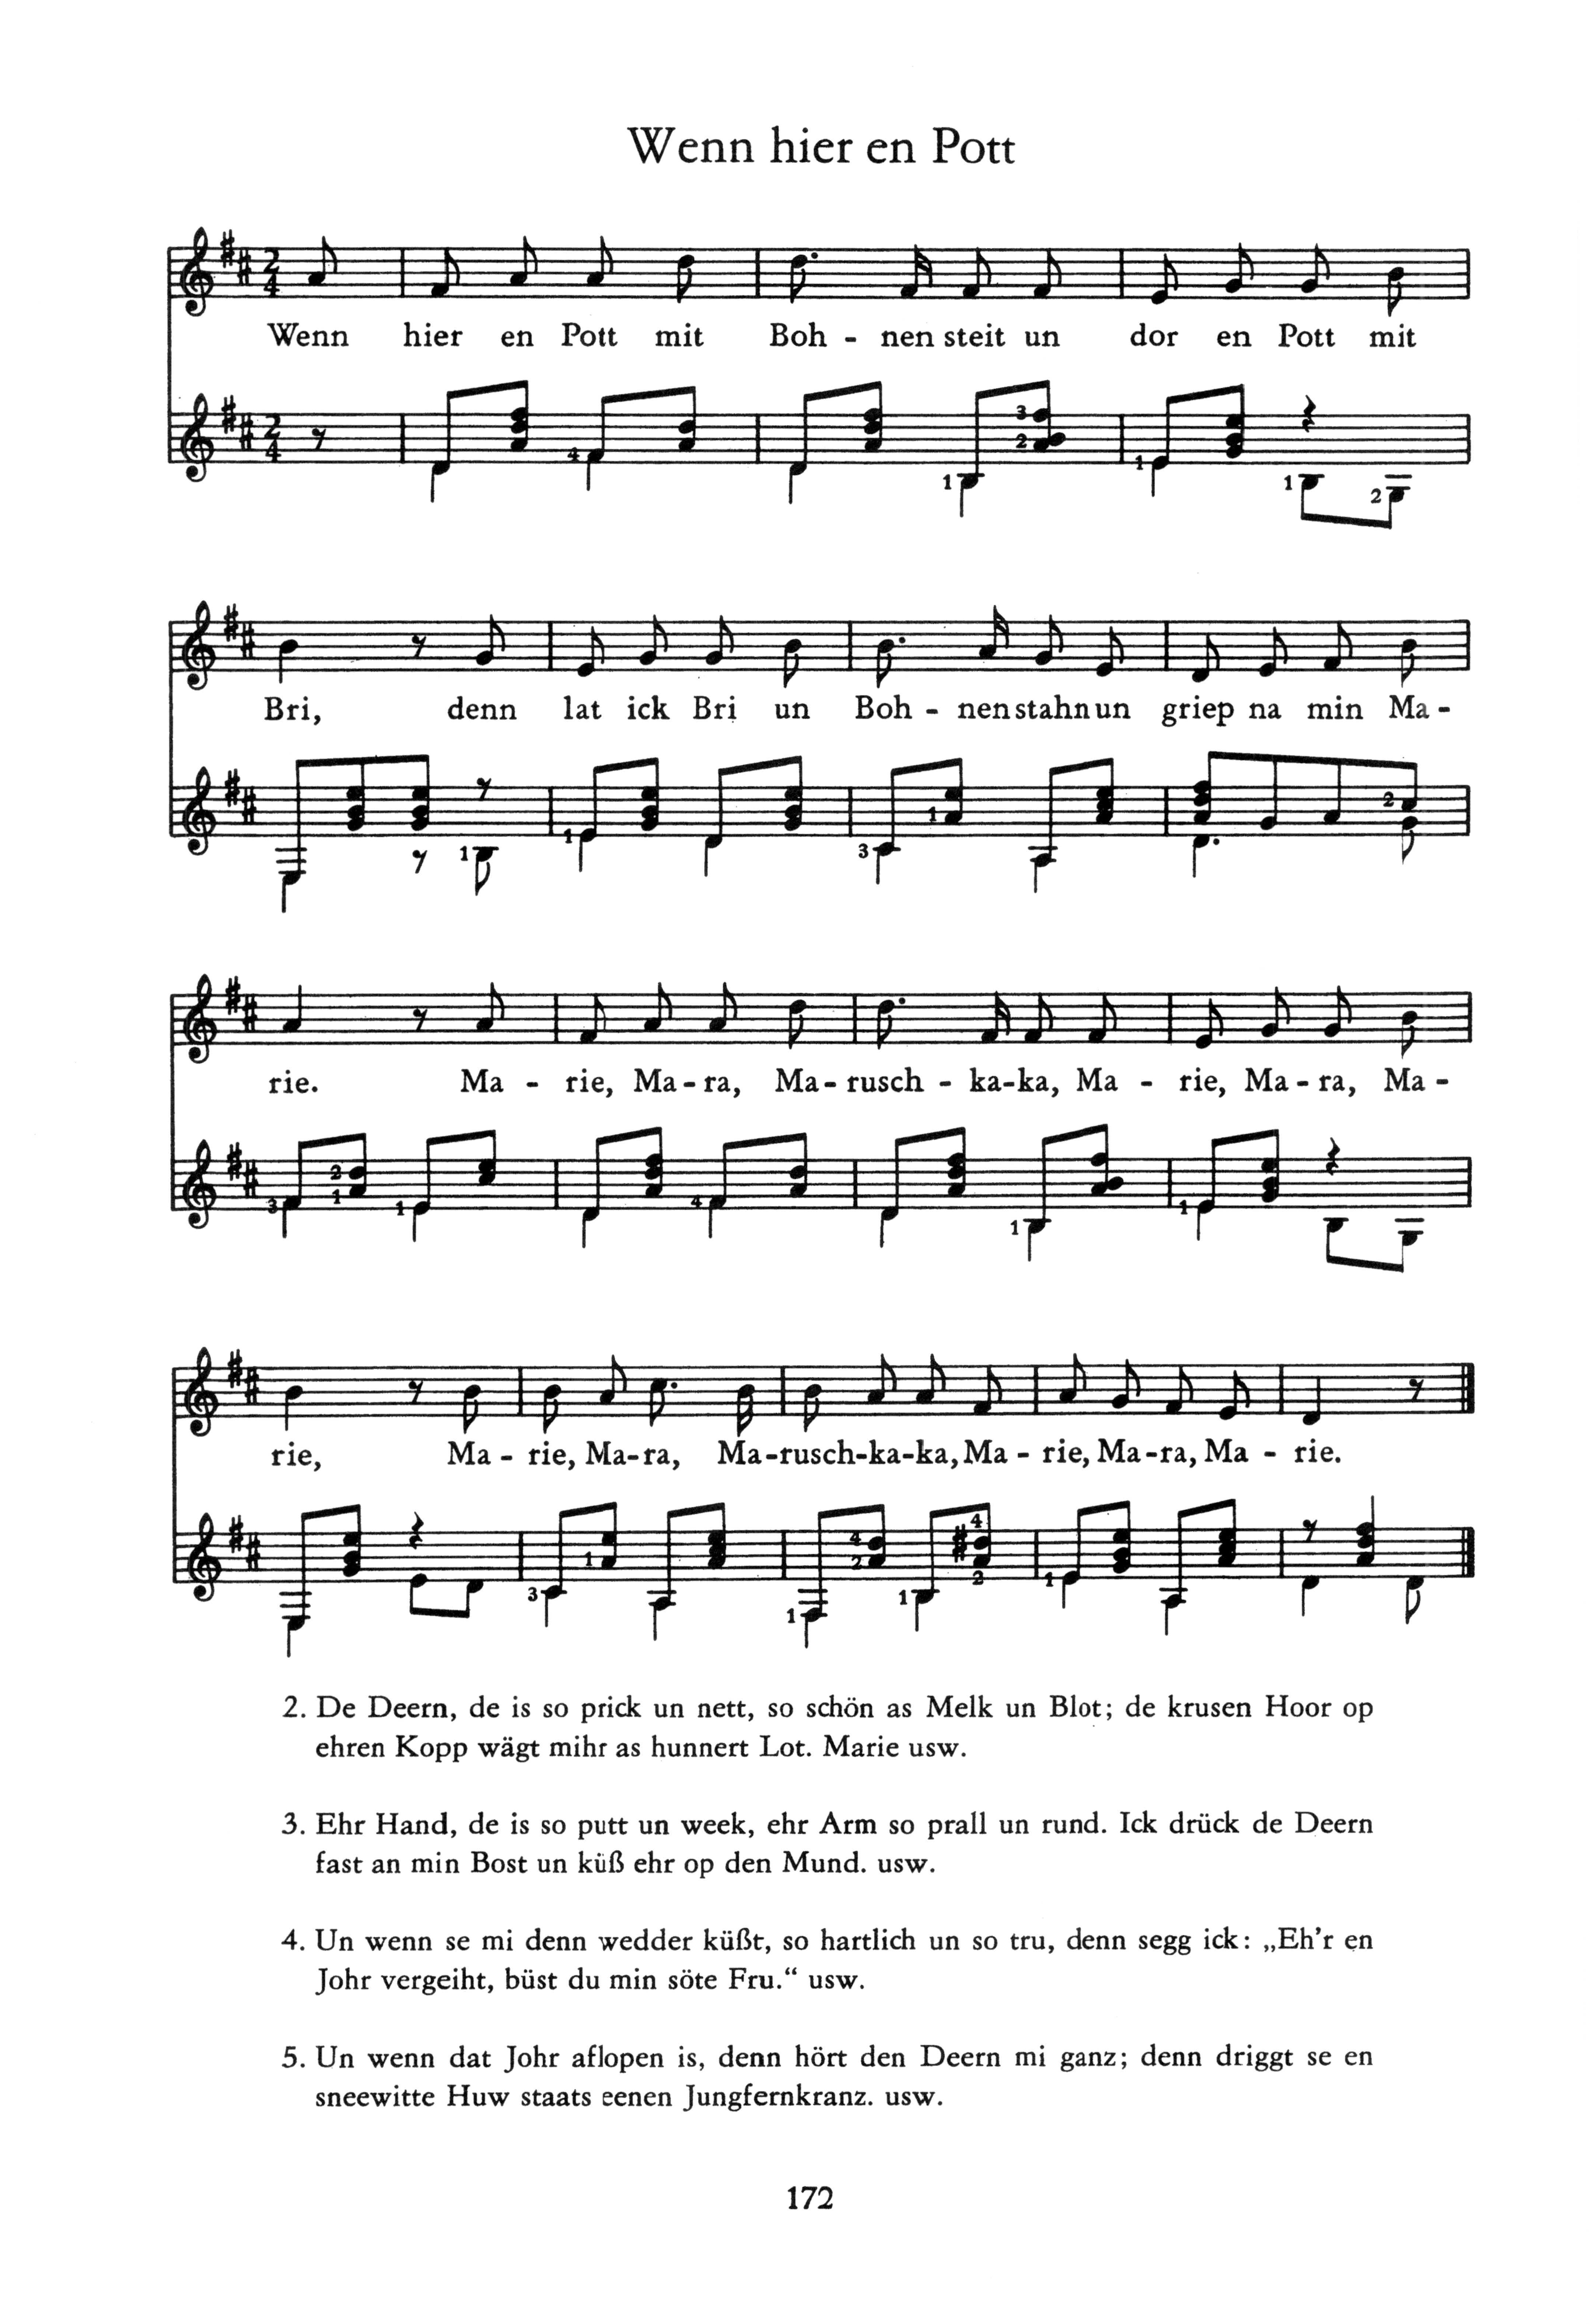 Wenn hier en Pott
Wenn hier en Pott mit Boh - nen steit un dor en Pott mit
Bri, denn lat ick Bri un Boh - nen stahn un griep na min Ma -
rie. Ma - rie, Ma - ra, Ma - rusch - ka - ka, Ma - rie, Ma - ra, Ma -
rie, Ma - rie, Ma - ra, Ma - rusch - ka - ka, Ma - rie, Ma - ra, Ma - rie.
2. De Deern, de is so prick un nett, so schön as Melk un Blot; de krusen Hoor op
ehren Kopp wägt mihr as hunnert Lot. Marie usw.
3. Ehr Hand, de is so putt un week, ehr Arm so prall un rund. Ick drück de Deern
fast an min Bost un küß ehr op den Mund. usw.
4. Un wenn se mi denn wedder küßt, so hartlich un so tru, denn segg ick: „Eh’r en
Johr vergeiht, büst du min söte Fru.“ usw.
5. Un wenn dat Johr aflopen is, denn hört den Deern mi ganz; denn driggt se en
sneewitte Huw staats eenen Jungfernkranz. usw.
172